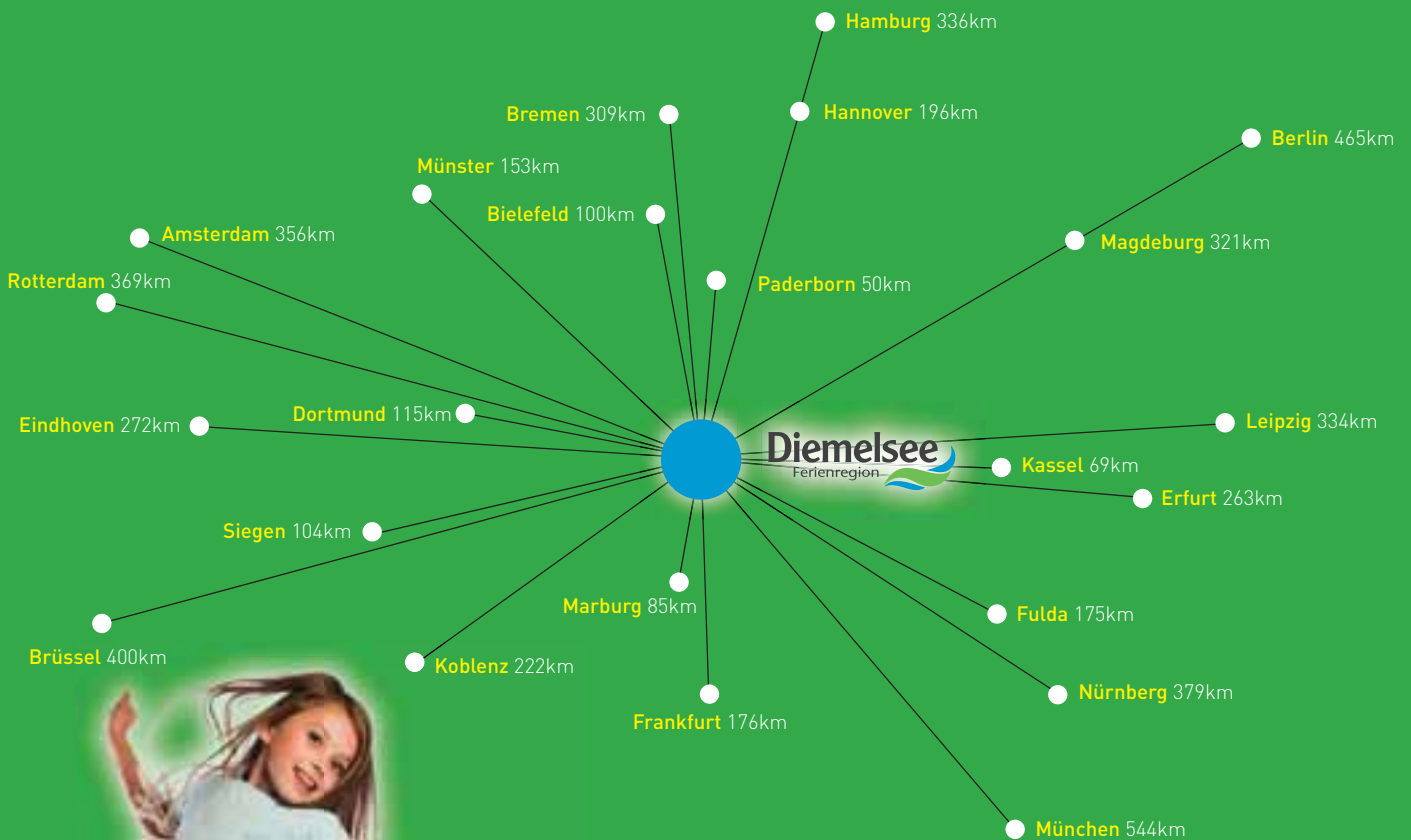 Hamburg 336km
Bremen 309km
Hannover 196km
Berlin 465km
Münster 153km
Bielefeld 100km
Amsterdam 356km
Magdeburg 321km
Rotterdam 369km
Paderborn 50km
Dortmund 115km
Eindhoven 272km
Leipzig 334km
Diemelsee
Ferienregion
Kassel 69km
Erfurt 263km
Siegen 104km
Marburg 85km
Fulda 175km
Brüssel 400km
Koblenz 222km
Nürnberg 379km
Frankfurt 176km
München 544km